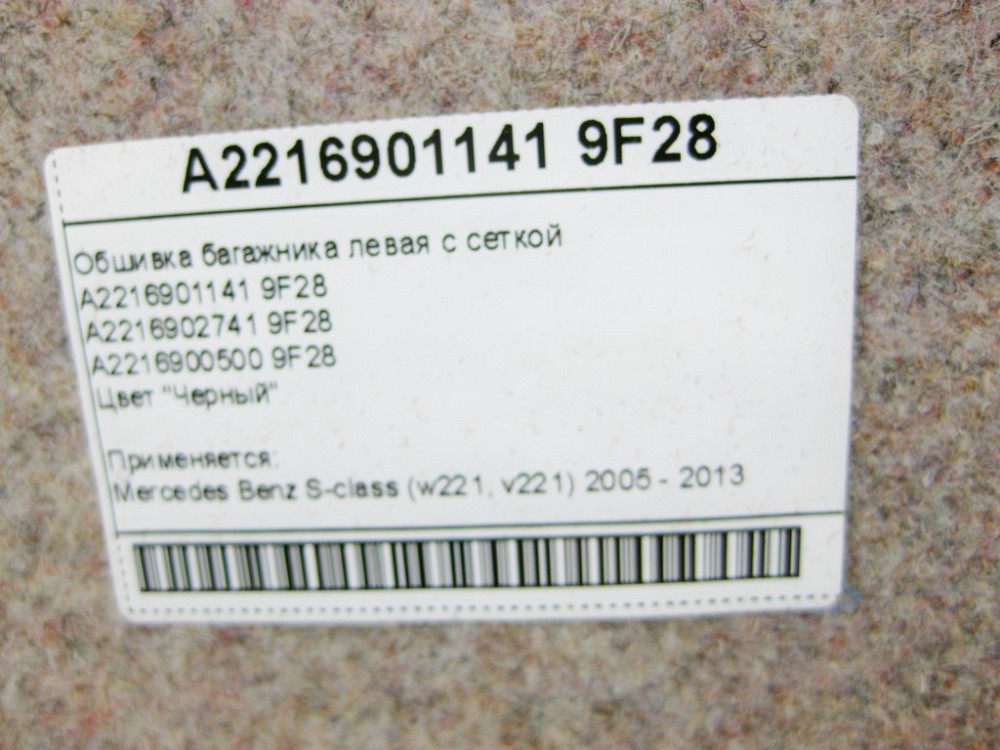 A2216901141 9F28
Обшивка багажника левая с сеткой
A2216901141 9F28
A2216902741 9F28
A2216900500 9F28
Цвет "Черный"
Применяется:
Mercedes Benz S-class (w221, v221) 2005 - 2013